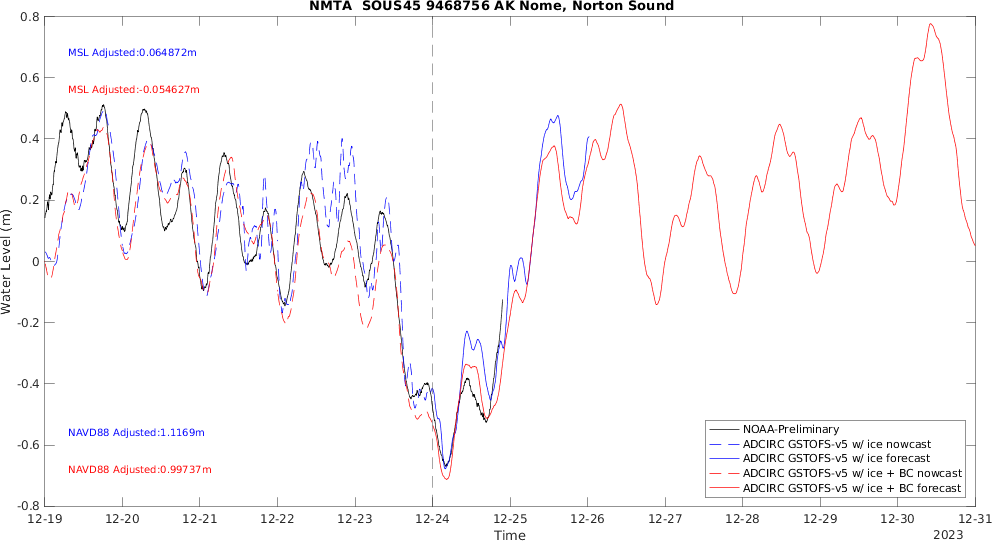 NMTA SOUS45 9468756 AK Nome, Norton Sound
0.8
MSL Adjusted:0.064872m
0.6
MSL Adjusted:-0.054627m
0.4
0.2
Water Level (m)
0
-0.2
-0.4
NAVD88 Adjusted:1.1169m
-0.6
NAVD88 Adjusted:0.99737m
-0.8
NOAA-Preliminary
ADCIRC GSTOFS-v5 w/ ice nowcast
ADCIRC GSTOFS-v5 w/ ice forecast
ADCIRC GSTOFS-v5 w/ ice + BC nowcast
ADCIRC GSTOFS-v5 w/ ice + BC forecast
12-19 12-20 12-21 12-22 12-23 12-24 12-25 12-26 12-27 12-28 12-29 12-30 12-31
Time
2023